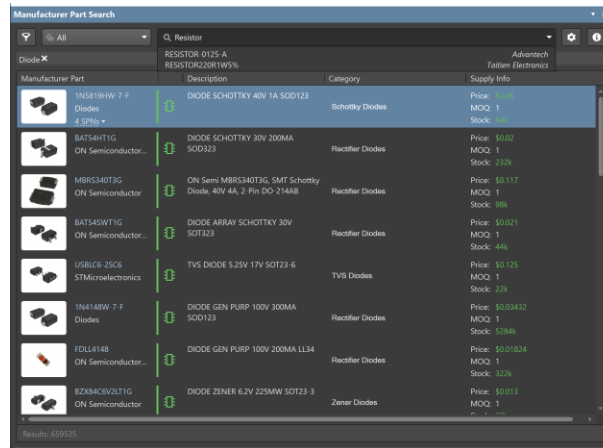 Manufacturer Part Search
All
Resistor
RESISTOR-0125-A Advantech
RESISTOR220R1W5% Taitien Electronics
Diode
Manufacturer Part Description Category Supply Info
1N5819HW-7-F DIODE SCHOTTKY 40V 1A SOD123 Price:
Diodes Schottky Diodes MOQ: 1
4 SPNs Stock:
BAT54HT1G DIODE SCHOTTKY 30V 200MA Price: $0.02
ON Semiconductor... SOD323 Rectifier Diodes MOQ: 1
Stock: 232k
MBRS340T3G ON Semi MBRS340T3G, SMT Schottky Price: $0.117
ON Semiconductor Diode, 40V 4A, 2-Pin DO-214AB Rectifier Diodes MOQ: 1
Stock: 98k
BAT54SWT1G DIODE ARRAY SCHOTTKY 30V Price: $0.021
ON Semiconductor... SOT323 Rectifier Diodes MOQ: 1
Stock: 44k
USBLC6-2SC6 TVS DIODE 5.25V 17V SOT23-6 Price: $0.125
STMicroelectronics TVS Diodes MOQ: 1
Stock: 22k
1N4148W-7-F DIODE GEN PURP 100V 300MA Price: $0.03432
Diodes SOD123 Rectifier Diodes MOQ: 1
Stock: 5284k
FDLL4148 DIODE GEN PURP 100V 200MA LL34 Price: $0.01824
ON Semiconductor... Rectifier Diodes MOQ: 1
Stock: 322k
BZX84C6V2LT1G DIODE ZENER 6.2V 225MW SOT23-3 Price: $0.013
ON Semiconductor Zener Diodes MOQ: 1
Results: 659535